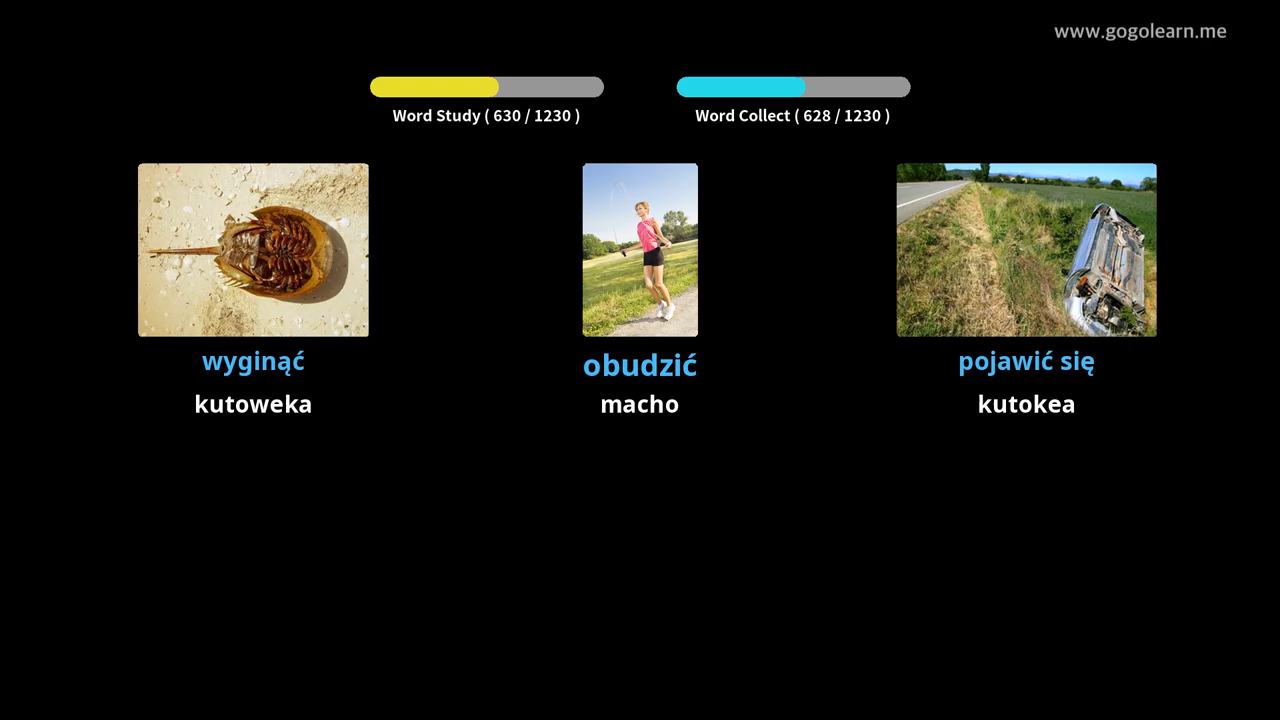 www.gogolearn.me
Word Study ( 630 / 1230 )
Word Collect ( 628 / 1230 )
wyginąć
obudzić
pojawić się
kutoweka
macho
kutokea